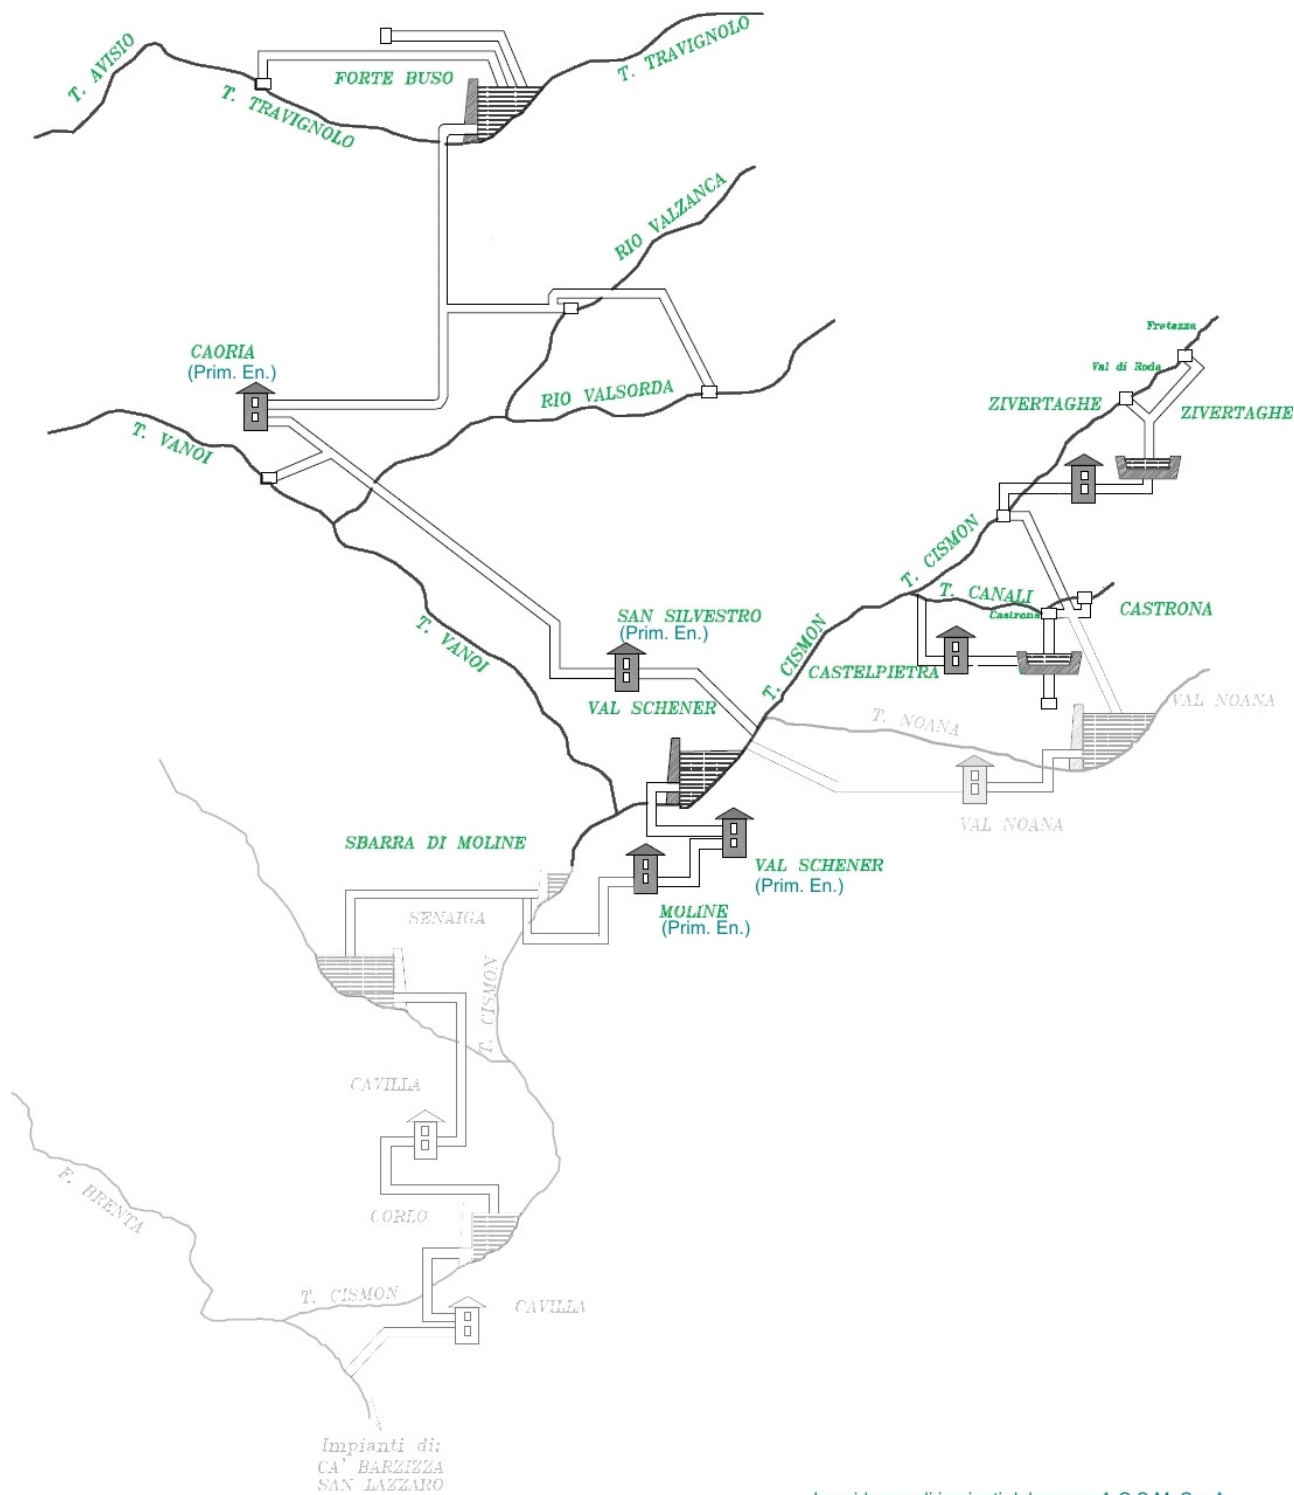 T. AVISIO
T. TRAVIGNOLO
FORTE BUSO
T. TRAVIGNOLO
RIO VALZANCA
CAORIA
(Prim. En.)
RIO VALSORDA
T. VANOI
Fratazza
Val di Roda
ZIVERTAGHE
ZIVERTAGHE
T. CISMON
T. CANALI
Castrona
CASTRONA
T. VANOI
SAN SILVESTRO
(Prim. En.)
VAL SCHENER
T. CISMON
CASTELPIETRA
T. NOANA
VAL NOANA
VAL NOANA
SBARRA DI MOLINE
VAL SCHENER
(Prim. En.)
MOLINE
(Prim. En.)
SENAIGA
T. CISMON
CAVILLA
F. BRENTA
CORLO
T. CISMON
CAVILLA
Impianti di:
CA' BARZIZZA
SAN LAZZARO